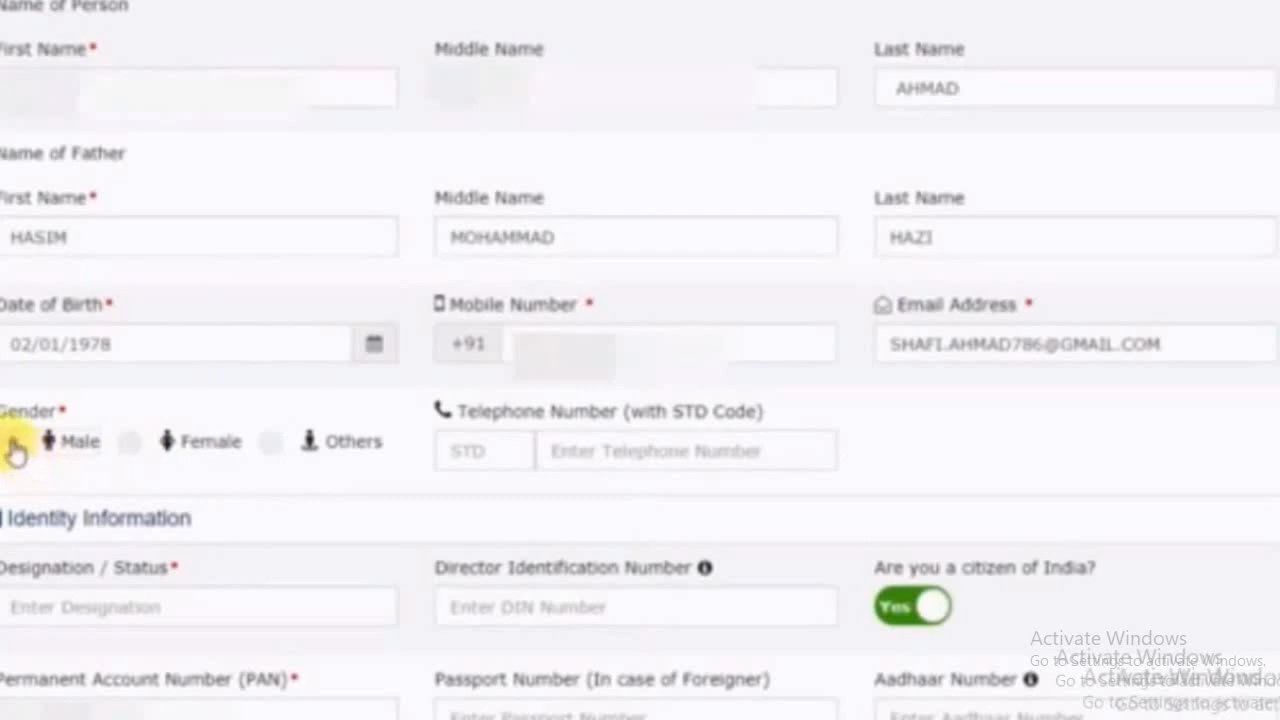 Name of Person
First Name* Middle Name Last Name
AHMAD
Name of Father
First Name* Middle Name Last Name
HASIM MOHAMMAD HAZI
Date of Birth* Mobile Number * Email Address *
02/01/1978 +91 SHAFI.AHMAD786@GMAIL.COM
Gender* Telephone Number (with STD Code)
Male Female Others STD Enter Telephone Number
Identity Information
Designation / Status* Director Identification Number Are you a citizen of India?
Enter Designation Enter DIN Number Yes
Activate Windows
Go to Settings to activate Windows.
Activate Windows
Permanent Account Number (PAN)* Passport Number (In case of Foreigner) Aadhaar Number
Enter Passport Number Enter Aadhaar Number